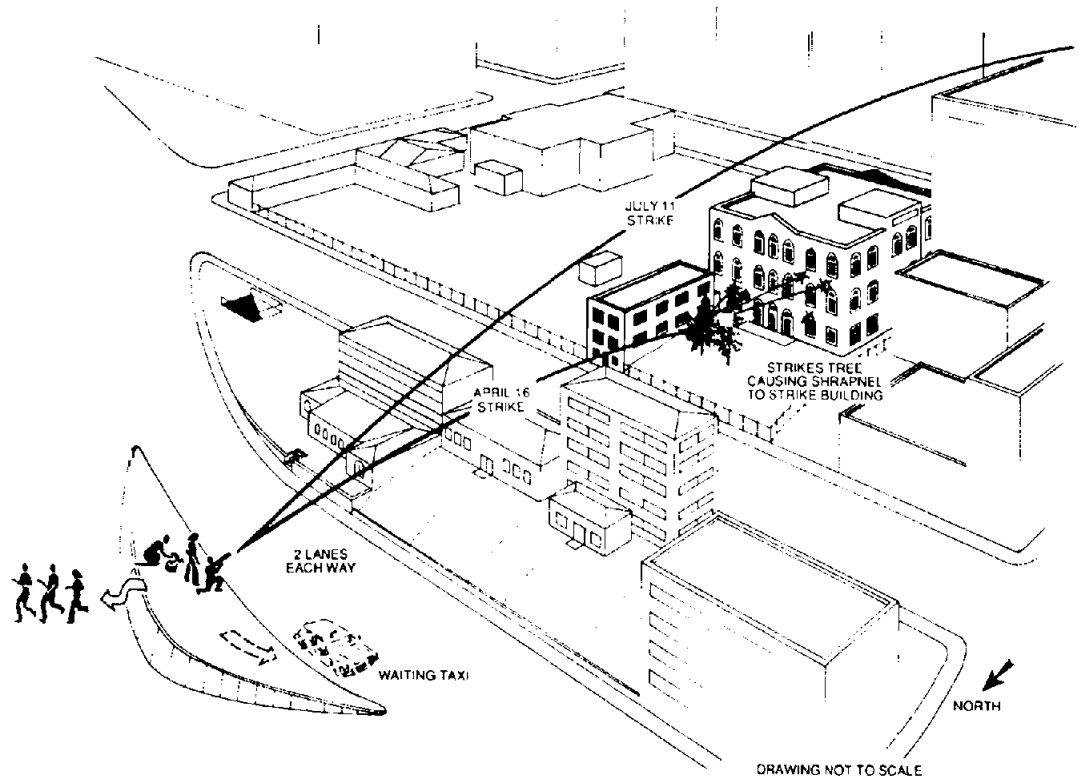 JULY 11
STRIKE
APRIL 16
STRIKE
STRIKES TREE
CAUSING SHRAPNEL
TO STRIKE BUILDING
2 LANES
EACH WAY
WAITING TAXI
NORTH
DRAWING NOT TO SCALE